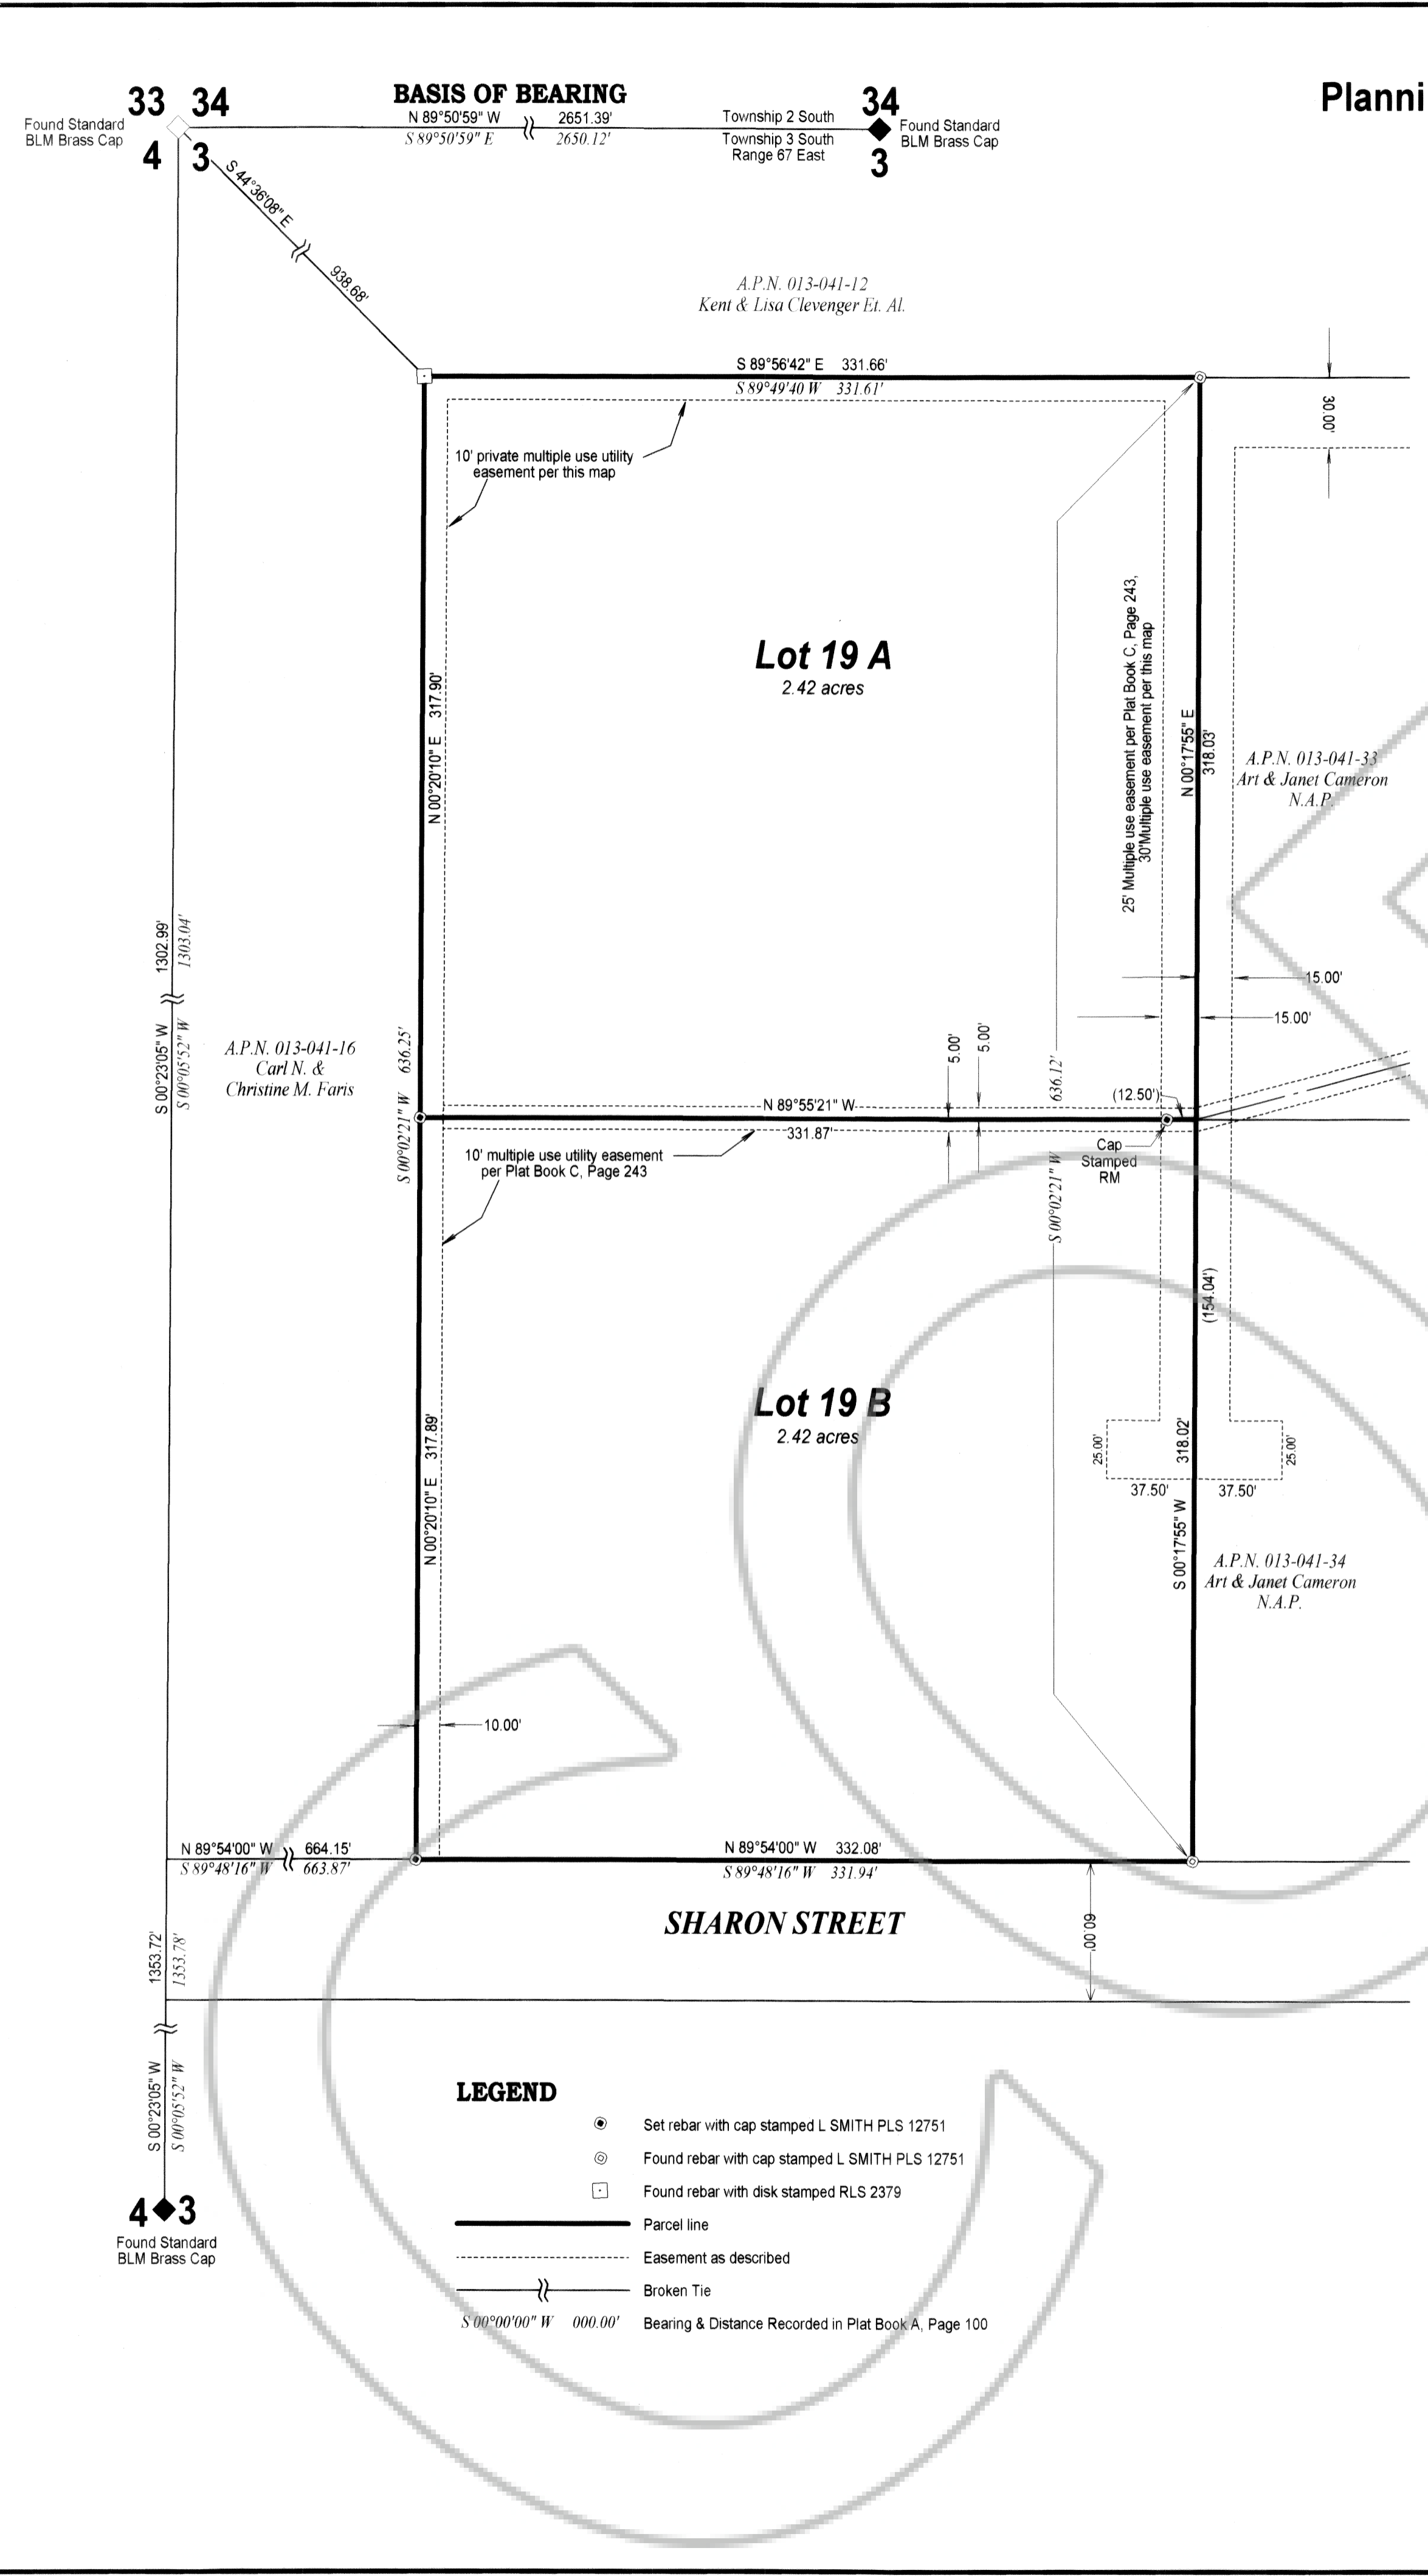 Planni
33 34
BASIS OF BEARING
34
Found Standard
BLM Brass Cap
N 89°50'59" W 2651.39'
Township 2 South
Found Standard
BLM Brass Cap
S 89°50'59" E 2650.12'
Township 3 South
Range 67 East
4 3
3
S 44°36'08" E
938.68'
A.P.N. 013-041-12
Kent & Lisa Clevenger Et. Al.
S 89°56'42" E 331.66'
S 89°49'40 W 331.61'
30.00'
10' private multiple use utility
easement per this map
Lot 19 A
2.42 acres
N 00°20'10" E 317.90'
25' Multiple use easement per Plat Book C, Page 243,
30'Multiple use easement per this map
N 00°17'55" E
318.03'
A.P.N. 013-041-33
Art & Janet Cameron
N.A.P.
S 00°23'05" W 1302.99'
S 00°05'52" W 1303.04'
15.00'
15.00'
A.P.N. 013-041-16
Carl N. &
Christine M. Faris
S 00°02'21" W 636.25'
5.00'
5.00'
S 00°02'21" W 636.12'
(12.50')
N 89°55'21" W
331.87'
Cap
Stamped
RM
10' multiple use utility easement
per Plat Book C, Page 243
(154.04')
Lot 19 B
2.42 acres
N 00°20'10" E 317.89'
25.00'
25.00'
37.50'
37.50'
S 00°17'55" W 318.02'
A.P.N. 013-041-34
Art & Janet Cameron
N.A.P.
10.00'
N 89°54'00" W 664.15'
S 89°48'16" W 663.87'
N 89°54'00" W 332.08'
S 89°48'16" W 331.94'
SHARON STREET
60.00'
S 00°23'05" W 1353.72'
S 00°05'52" W 1353.78'
4 3
Found Standard
BLM Brass Cap
LEGEND
Set rebar with cap stamped L SMITH PLS 12751
Found rebar with cap stamped L SMITH PLS 12751
Found rebar with disk stamped RLS 2379
Parcel line
Easement as described
Broken Tie
S 00°00'00" W 000.00' Bearing & Distance Recorded in Plat Book A, Page 100